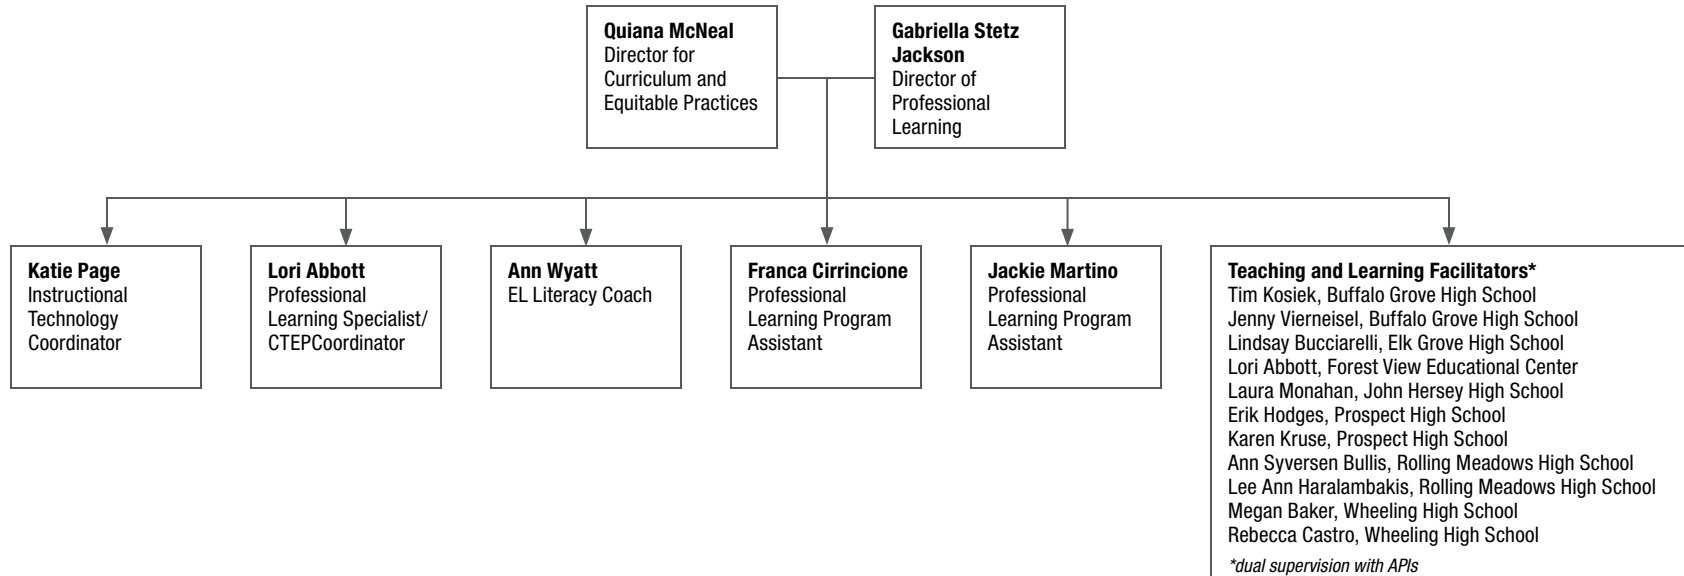 Quiana McNeal
Director for
Curriculum and
Equitable Practices
Gabriella Stetz
Jackson
Director of
Professional
Learning
Katie Page
Instructional
Technology
Coordinator
Lori Abbott
Professional
Learning Specialist/
CTEPCoordinator
Ann Wyatt
EL Literacy Coach
Franca Cirrincione
Professional
Learning Program
Assistant
Jackie Martino
Professional
Learning Program
Assistant
Teaching and Learning Facilitators*
Tim Kosiek, Buffalo Grove High School
Jenny Vierneisel, Buffalo Grove High School
Lindsay Bucciarelli, Elk Grove High School
Lori Abbott, Forest View Educational Center
Laura Monahan, John Hersey High School
Erik Hodges, Prospect High School
Karen Kruse, Prospect High School
Ann Syversen Bullis, Rolling Meadows High School
Lee Ann Haralambakis, Rolling Meadows High School
Megan Baker, Wheeling High School
Rebecca Castro, Wheeling High School
*dual supervision with APIs